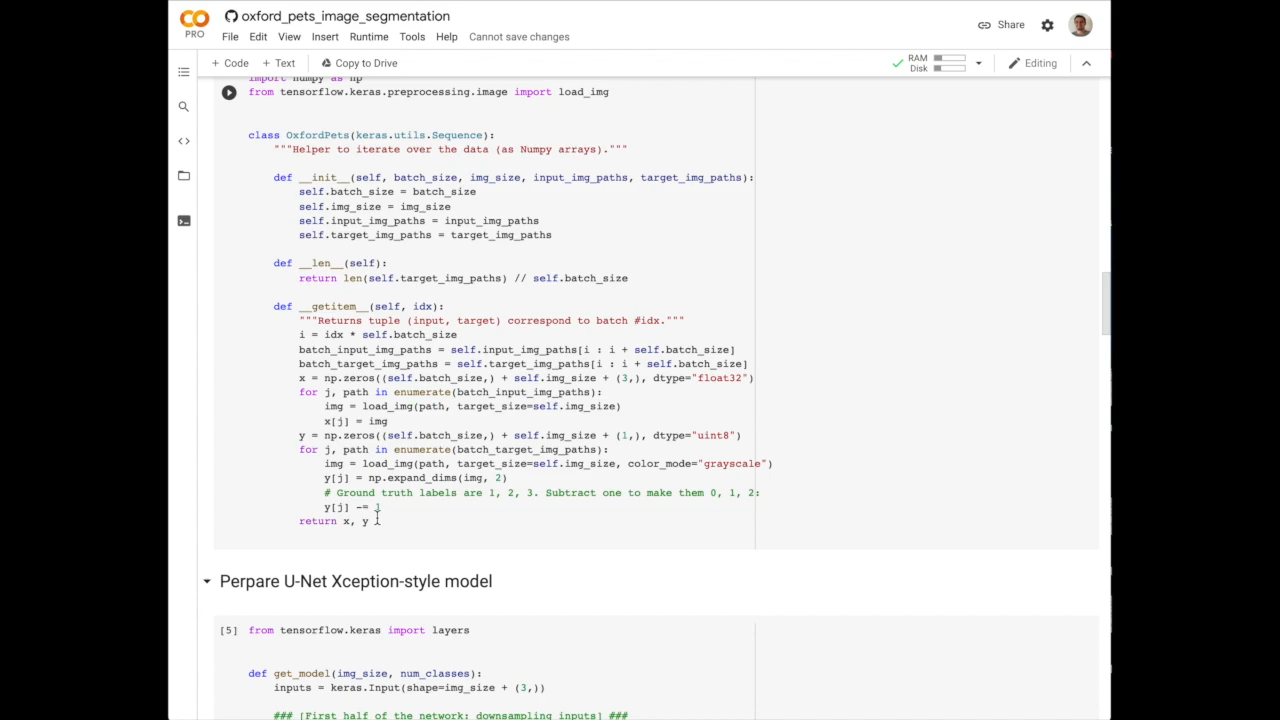 oxford_pets_image_segmentation
PRO
File Edit View Insert Runtime Tools Help Cannot save changes
Share
+ Code + Text Copy to Drive
RAM
Disk
Editing
import numpy as np
from tensorflow.keras.preprocessing.image import load_img
class OxfordPets(keras.utils.Sequence):
"""Helper to iterate over the data (as Numpy arrays)."""
def __init__(self, batch_size, img_size, input_img_paths, target_img_paths):
self.batch_size = batch_size
self.img_size = img_size
self.input_img_paths = input_img_paths
self.target_img_paths = target_img_paths
def __len__(self):
return len(self.target_img_paths) // self.batch_size
def __getitem__(self, idx):
"""Returns tuple (input, target) correspond to batch #idx."""
i = idx * self.batch_size
batch_input_img_paths = self.input_img_paths[i : i + self.batch_size]
batch_target_img_paths = self.target_img_paths[i : i + self.batch_size]
x = np.zeros((self.batch_size,) + self.img_size + (3,), dtype="float32")
for j, path in enumerate(batch_input_img_paths):
img = load_img(path, target_size=self.img_size)
x[j] = img
y = np.zeros((self.batch_size,) + self.img_size + (1,), dtype="uint8")
for j, path in enumerate(batch_target_img_paths):
img = load_img(path, target_size=self.img_size, color_mode="grayscale")
y[j] = np.expand_dims(img, 2)
# Ground truth labels are 1, 2, 3. Subtract one to make them 0, 1, 2:
y[j] -= 1
return x, y
Perpare U-Net Xception-style model
[5] from tensorflow.keras import layers
def get_model(img_size, num_classes):
inputs = keras.Input(shape=img_size + (3,))
### [First half of the network: downsampling inputs] ###